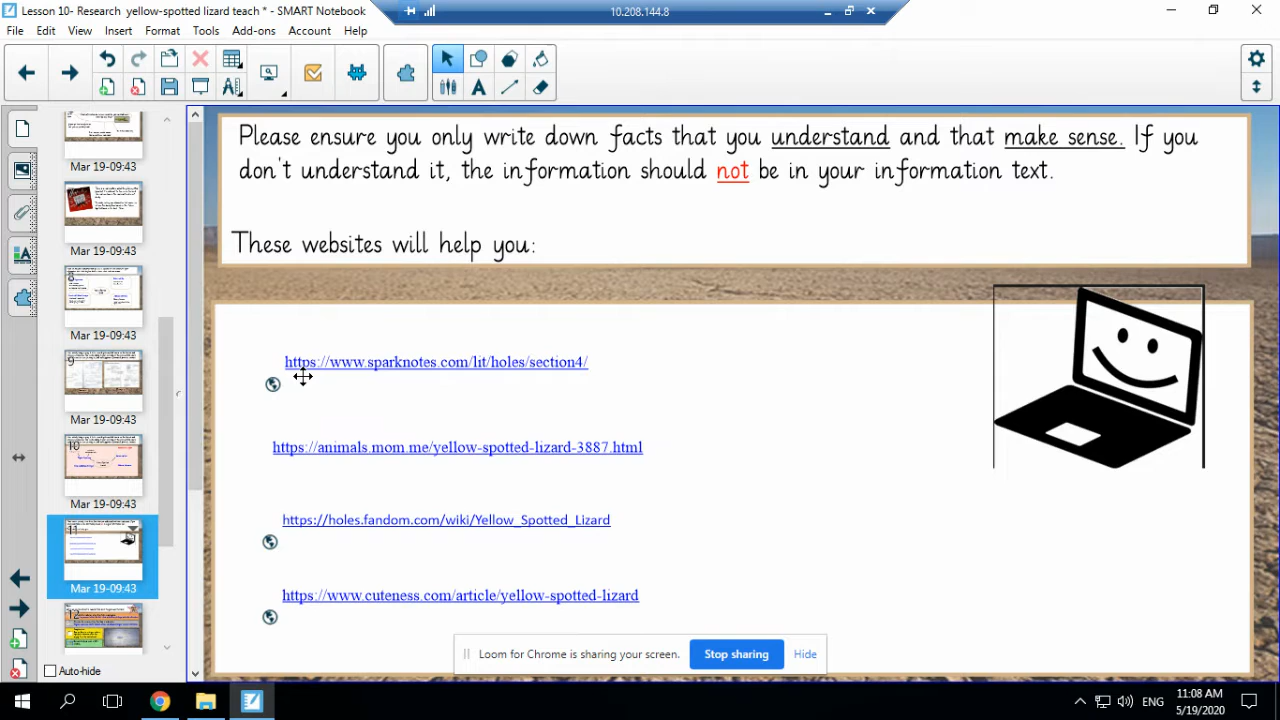 Lesson 10- Research yellow-spotted lizard teach * - SMART Notebook
10.208.144.8
File Edit View Insert Format Tools Add-ons Account Help
Please ensure you only write down facts that you understand and that make sense. If you
don't understand it, the information should not be in your information text.
These websites will help you:
https://www.sparknotes.com/lit/holes/section4/
https://animals.mom.me/yellow-spotted-lizard-3887.html
https://holes.fandom.com/wiki/Yellow_Spotted_Lizard
https://www.cuteness.com/article/yellow-spotted-lizard
Mar 19-09:43
Mar 19-09:43
8
Mar 19-09:43
9
Mar 19-09:43
10
Mar 19-09:43
11
Mar 19-09:43
12
Auto-hide
Loom for Chrome is sharing your screen.
Stop sharing
Hide
ENG
11:08 AM
5/19/2020